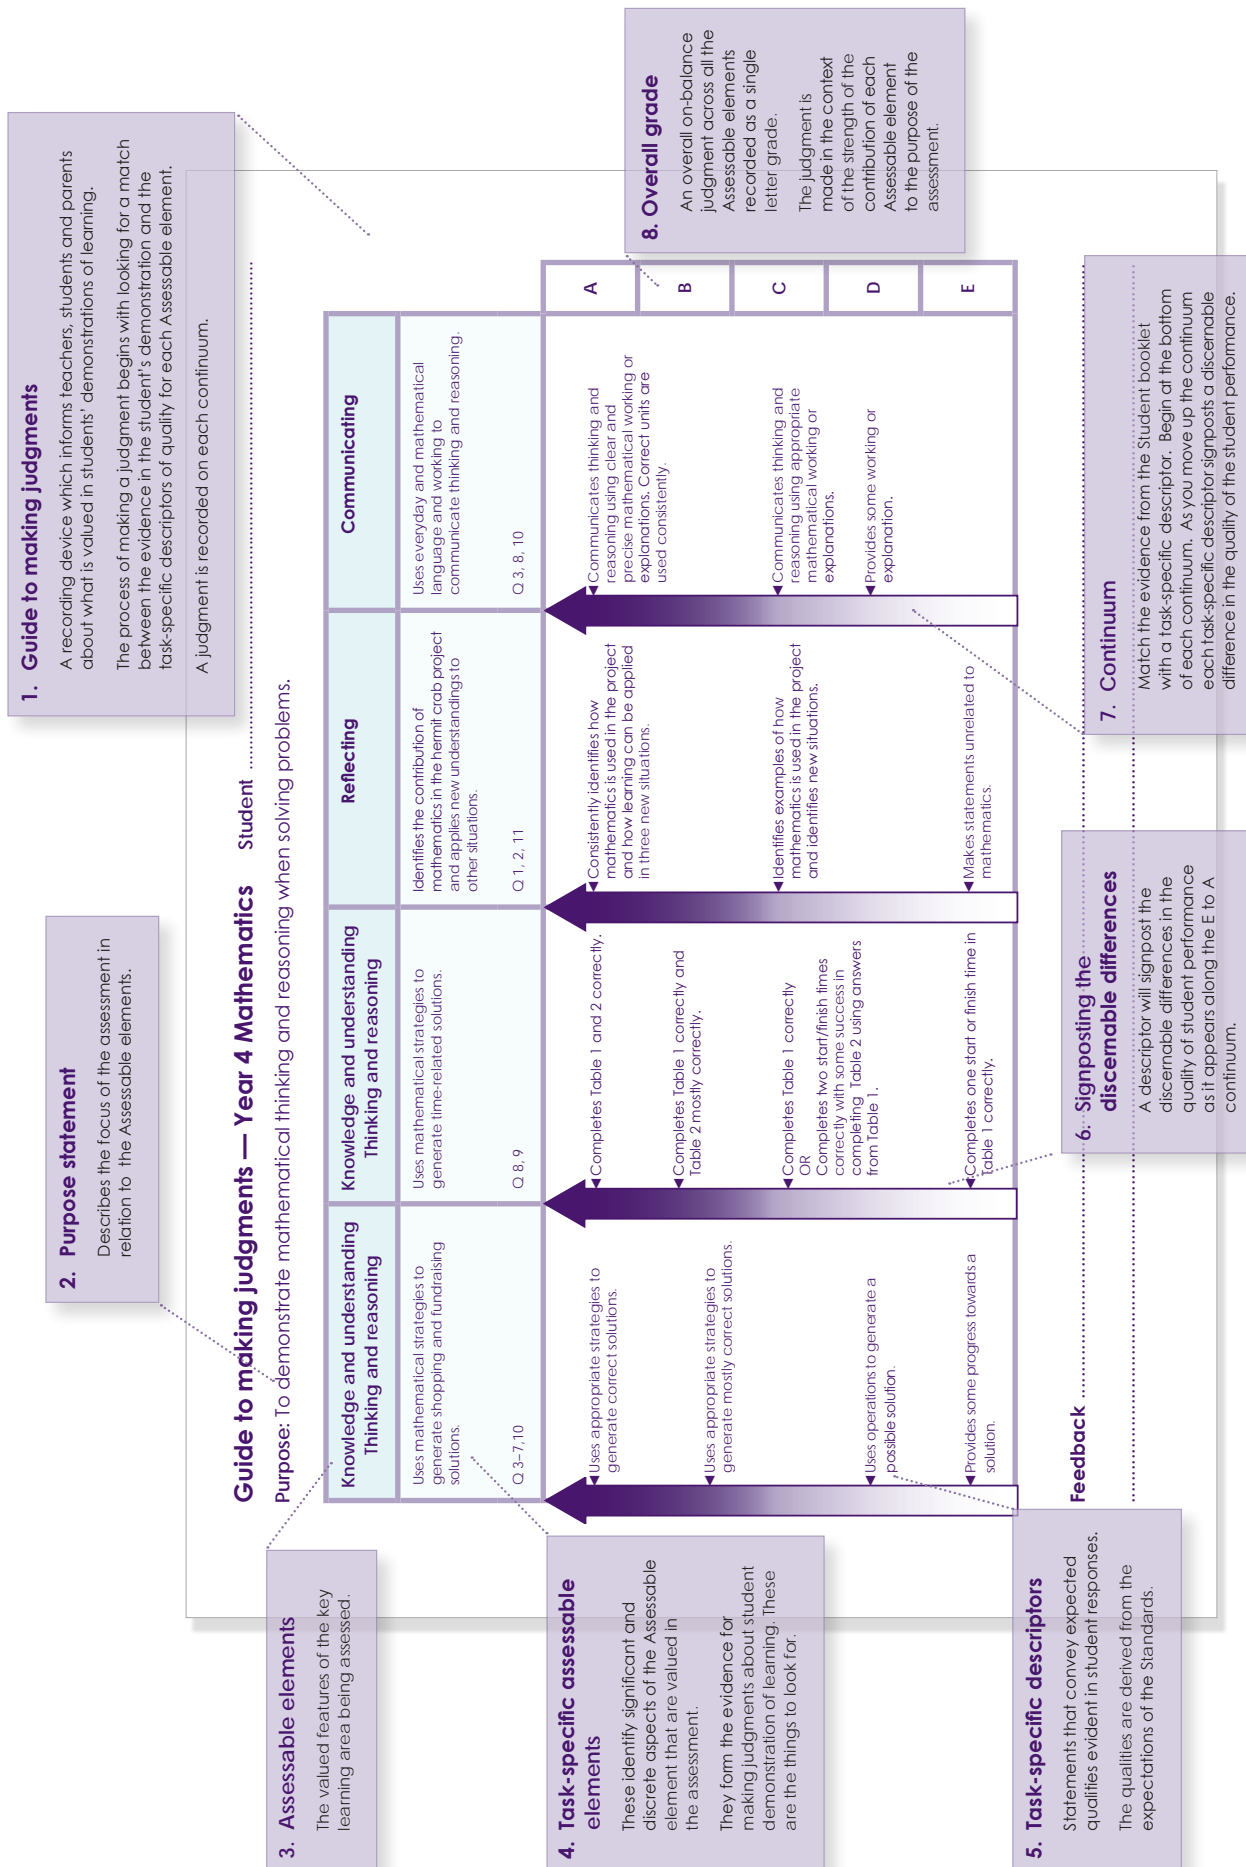 1. Guide to making judgments
A recording device which informs teachers, students and parents
about what is valued in students' demonstrations of learning.
The process of making a judgment begins with looking for a match
between the evidence in the student's demonstration and the
task-specific descriptors of quality for each Assessable element.
A judgment is recorded on each continuum.
2. Purpose statement
Describes the focus of the assessment in
relation to the Assessable elements.
Guide to making judgments — Year 4 Mathematics Student
Purpose: To demonstrate mathematical thinking and reasoning when solving problems.
3. Assessable elements
The valued features of the key
learning area being assessed.
Knowledge and understanding
Thinking and reasoning
Knowledge and understanding
Thinking and reasoning
Reflecting
Communicating
Uses mathematical strategies to
generate shopping and fundraising
solutions.
Q 3–7,10
Uses mathematical strategies to
generate time-related solutions.
Q 8, 9
Identifies the contribution of
mathematics in the hermit crab project
and applies new understandings to
other situations.
Q 1, 2, 11
Uses everyday and mathematical
language and working to
communicate thinking and reasoning.
Q 3, 8, 10
Uses appropriate strategies to
generate correct solutions.
Uses appropriate strategies to
generate mostly correct solutions.
Uses operations to generate a
possible solution.
Provides some progress towards a
solution.
Completes Table 1 and 2 correctly.
Completes Table 1 correctly and
Table 2 mostly correctly.
Completes Table 1 correctly
OR
Completes two start/finish times
correctly with some success in
completing Table 2 using answers
from Table 1.
Completes one start or finish time in
Table 1 correctly.
Consistently identifies how
mathematics is used in the project
and how learning can be applied
in three new situations.
Identifies examples of how
mathematics is used in the project
and identifies new situations.
Makes statements unrelated to
mathematics.
Communicates thinking and
reasoning using clear and
precise mathematical working or
explanations. Correct units are
used consistently.
Communicates thinking and
reasoning using appropriate
mathematical working or
explanations.
Provides some working or
explanation.
A
B
C
D
E
8. Overall grade
An overall on-balance
judgment across all the
Assessable elements
recorded as a single
letter grade.
The judgment is
made in the context
of the strength of the
contribution of each
Assessable element
to the purpose of the
assessment.
4. Task-specific assessable
elements
These identify significant and
discrete aspects of the Assessable
element that are valued in
the assessment.
They form the evidence for
making judgments about student
demonstration of learning. These
are the things to look for.
Feedback
5. Task-specific descriptors
Statements that convey expected
qualities evident in student responses.
The qualities are derived from the
expectations of the Standards.
6. Signposting the
discernable differences
A descriptor will signpost the
discernable differences in the
quality of student performance
as it appears along the E to A
continuum.
7. Continuum
Match the evidence from the Student booklet
with a task-specific descriptor. Begin at the bottom
of each continuum. As you move up the continuum
each task-specific descriptor signposts a discernable
difference in the quality of the student performance.